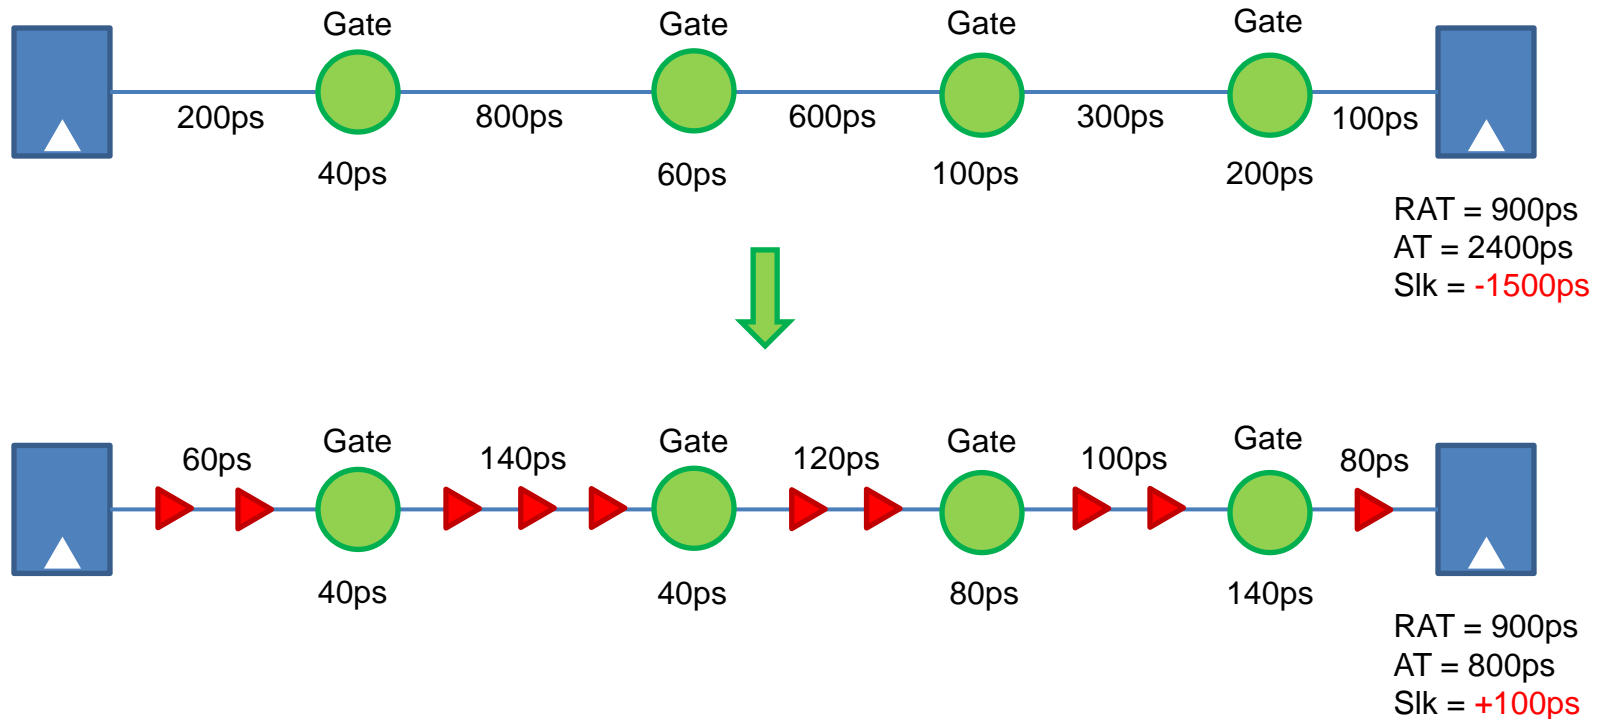 Gate Gate Gate Gate
200ps 800ps 600ps 300ps 100ps
40ps 60ps 100ps 200ps
RAT = 900ps
AT = 2400ps
Slk = -1500ps
Gate Gate Gate Gate
60ps 140ps 120ps 100ps 80ps
40ps 40ps 80ps 140ps
RAT = 900ps
AT = 800ps
Slk = +100ps